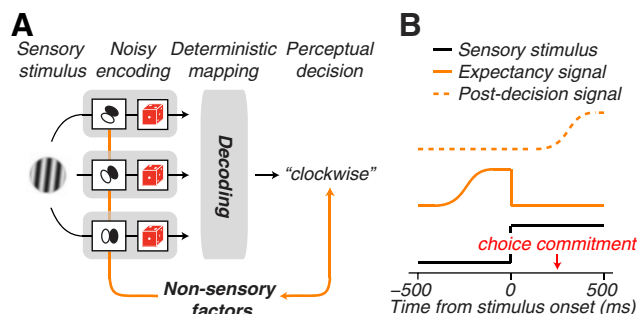 A
Sensory stimulus
Noisy encoding
Deterministic mapping
Perceptual decision
Decoding
"clockwise"
Non-sensory factors
B
Sensory stimulus
Expectancy signal
Post-decision signal
choice commitment
−500
0
500
Time from stimulus onset (ms)